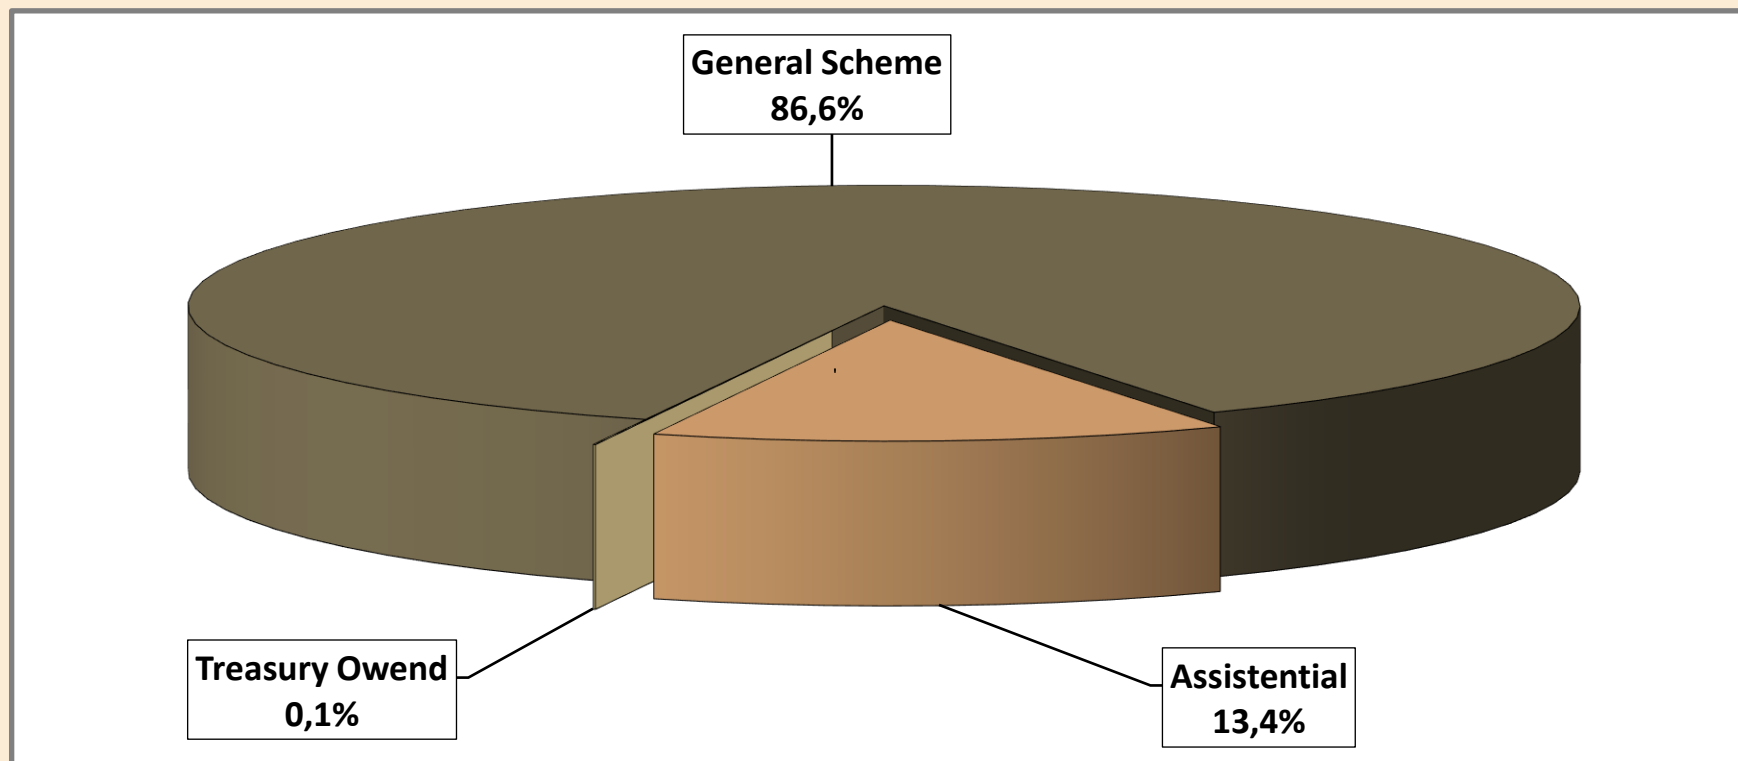 General Scheme
86,6%
Treasury Owend
0,1%
Assistential
13,4%